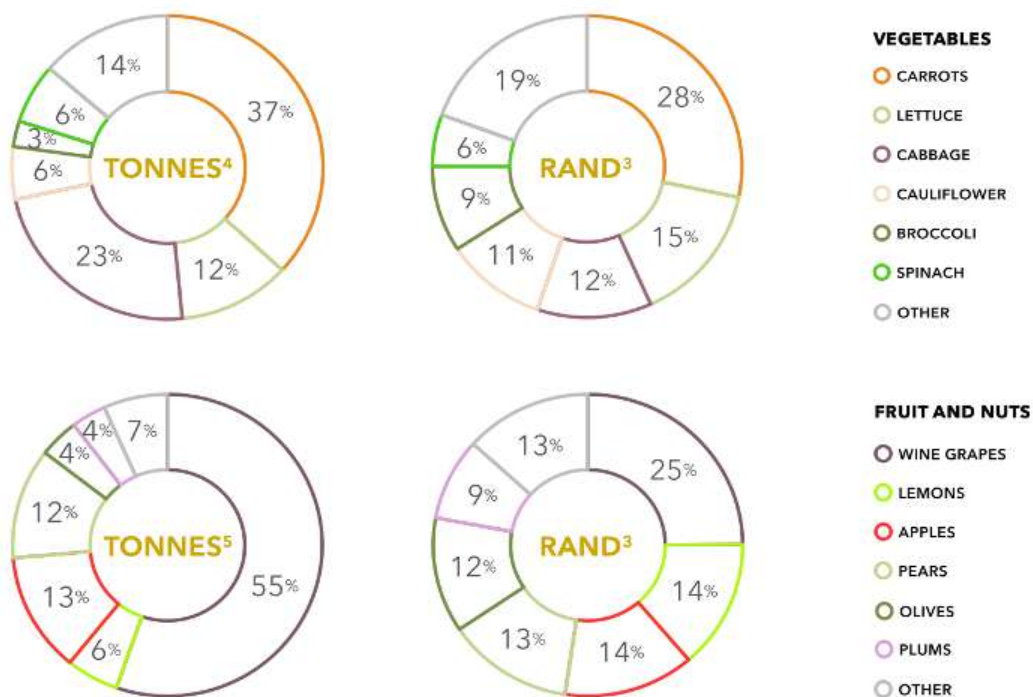 14%
37%
6%
3%
6%
TONNES⁴
23%
12%
19%
28%
6%
RAND³
9%
15%
11%
12%
VEGETABLES
CARROTS
LETTUCE
CABBAGE
CAULIFLOWER
BROCCOLI
SPINACH
OTHER
4%
7%
4%
12%
TONNES⁵
55%
13%
6%
13%
25%
9%
RAND³
12%
14%
13%
14%
FRUIT AND NUTS
WINE GRAPES
LEMONS
APPLES
PEARS
OLIVES
PLUMS
OTHER